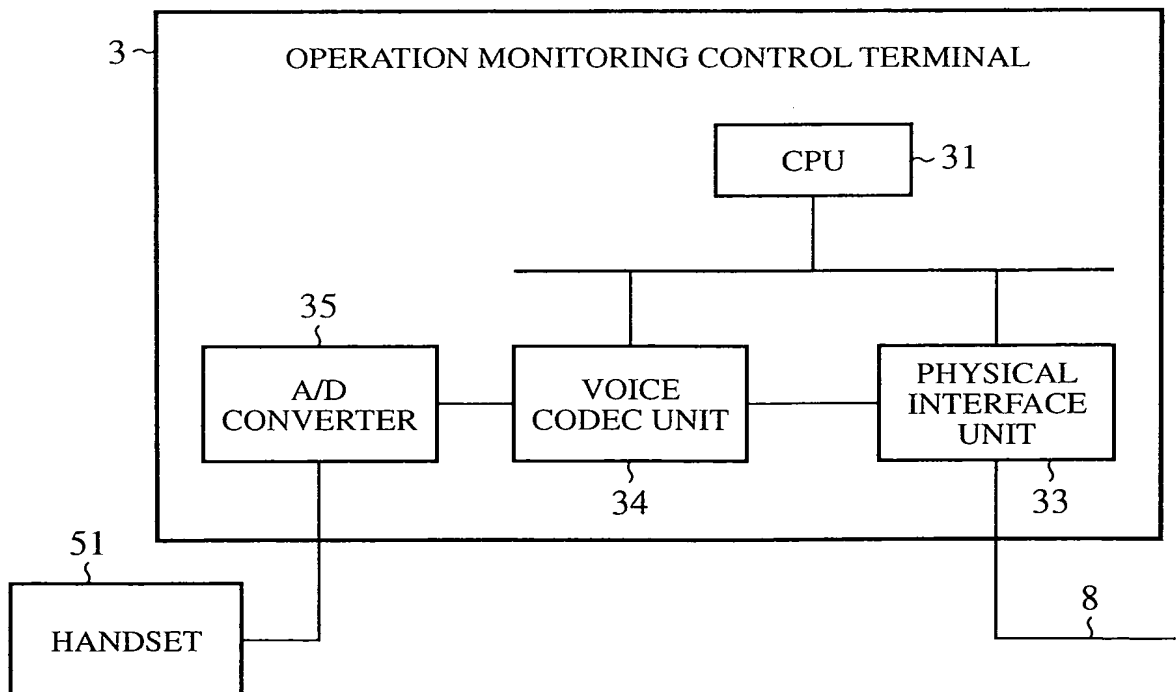 3
OPERATION MONITORING CONTROL TERMINAL
CPU
31
35
A/D
CONVERTER
VOICE
CODEC UNIT
PHYSICAL
INTERFACE
UNIT
34
33
51
HANDSET
8